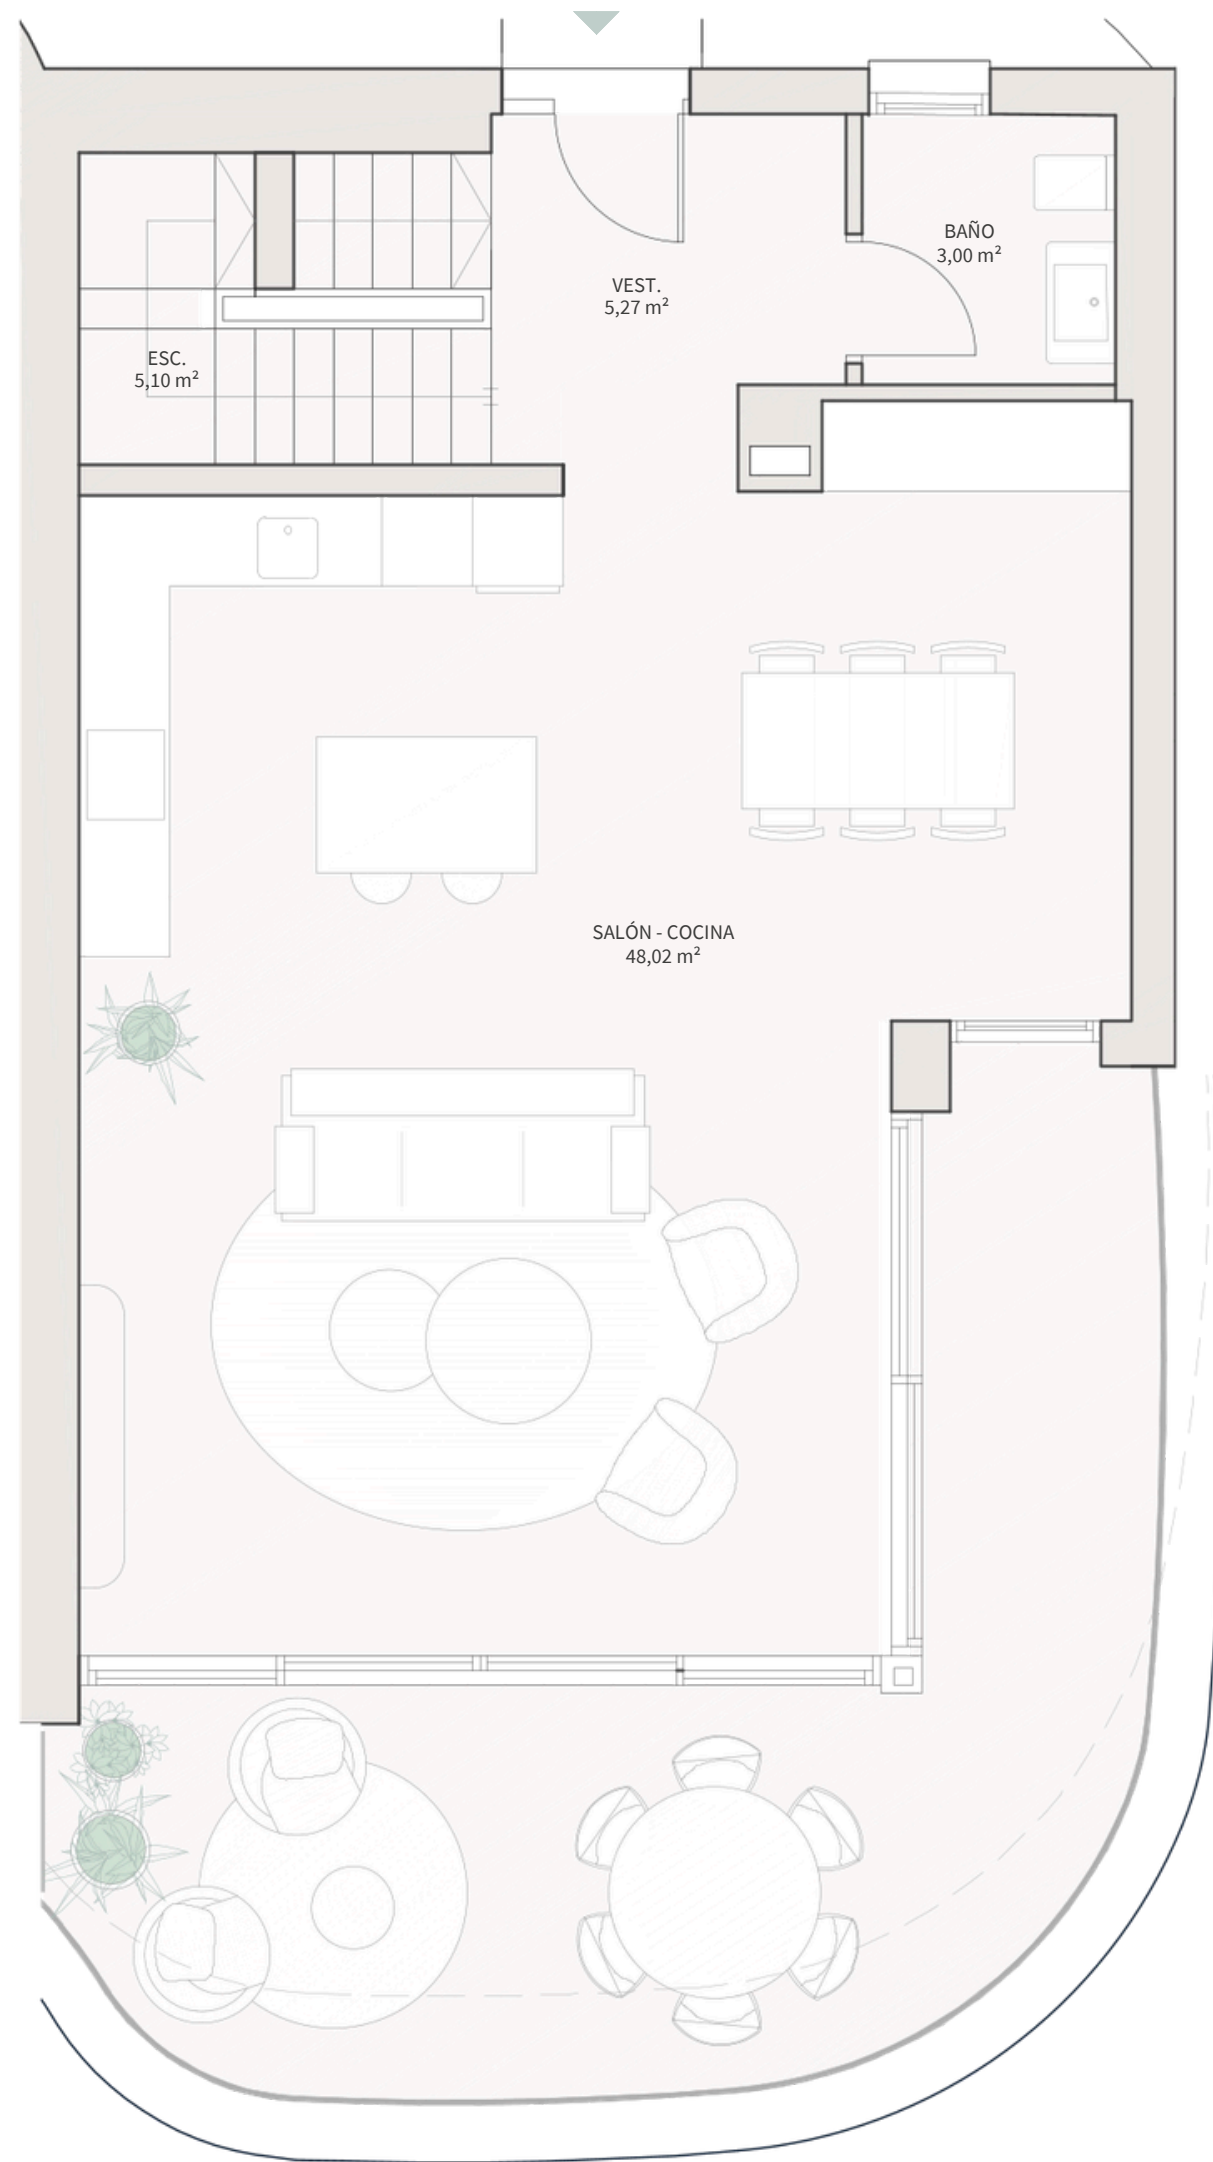 BAÑO
3,00 m²
VEST.
5,27 m²
ESC.
5,10 m²
SALÓN - COCINA
48,02 m²